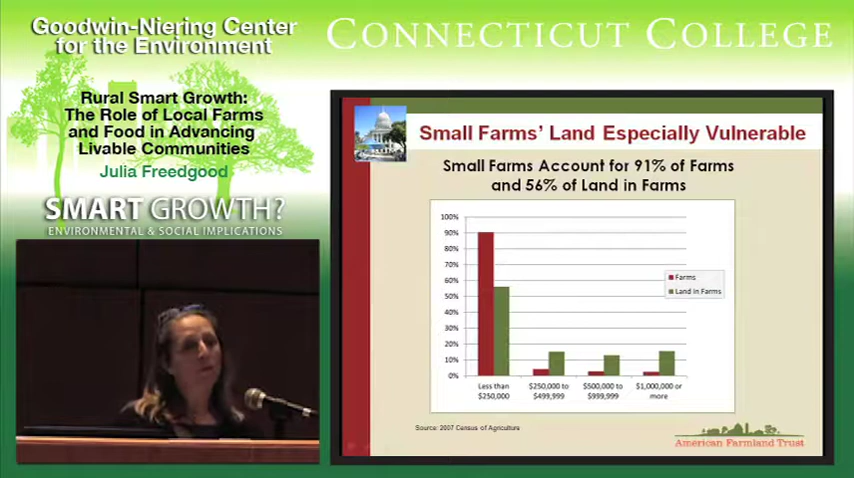 Goodwin-Niering Center
for the Environment
CONNECTICUT COLLEGE
Rural Smart Growth:
The Role of Local Farms
and Food in Advancing
Livable Communities
Julia Freedgood
SMART GROWTH?
ENVIRONMENTAL & SOCIAL IMPLICATIONS
Small Farms' Land Especially Vulnerable
Small Farms Account for 91% of Farms
and 56% of Land in Farms
100%
90%
80%
70%
60%
50%
40%
30%
20%
10%
0%
Less than
$250,000
$250,000 to
$499,999
$500,000 to
$999,999
$1,000,000 or
more
Farms
Land in Farms
Source: 2007 Census of Agriculture
American Farmland Trust